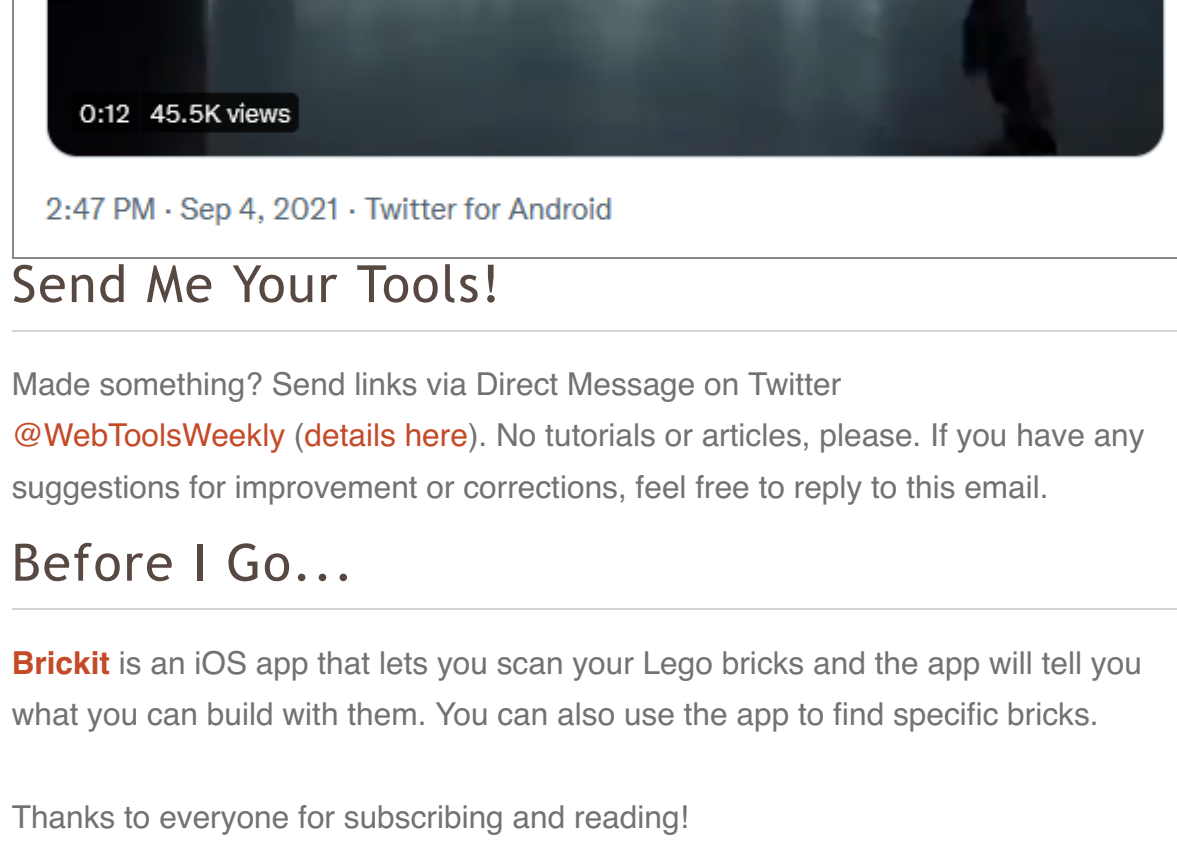 0:12 45.5K views
2:47 PM · Sep 4, 2021 · Twitter for Android
Send Me Your Tools!
Made something? Send links via Direct Message on Twitter
@WebToolsWeekly (details here). No tutorials or articles, please. If you have any
suggestions for improvement or corrections, feel free to reply to this email.
Before I Go...
Brickit is an iOS app that lets you scan your Lego bricks and the app will tell you
what you can build with them. You can also use the app to find specific bricks.
Thanks to everyone for subscribing and reading!